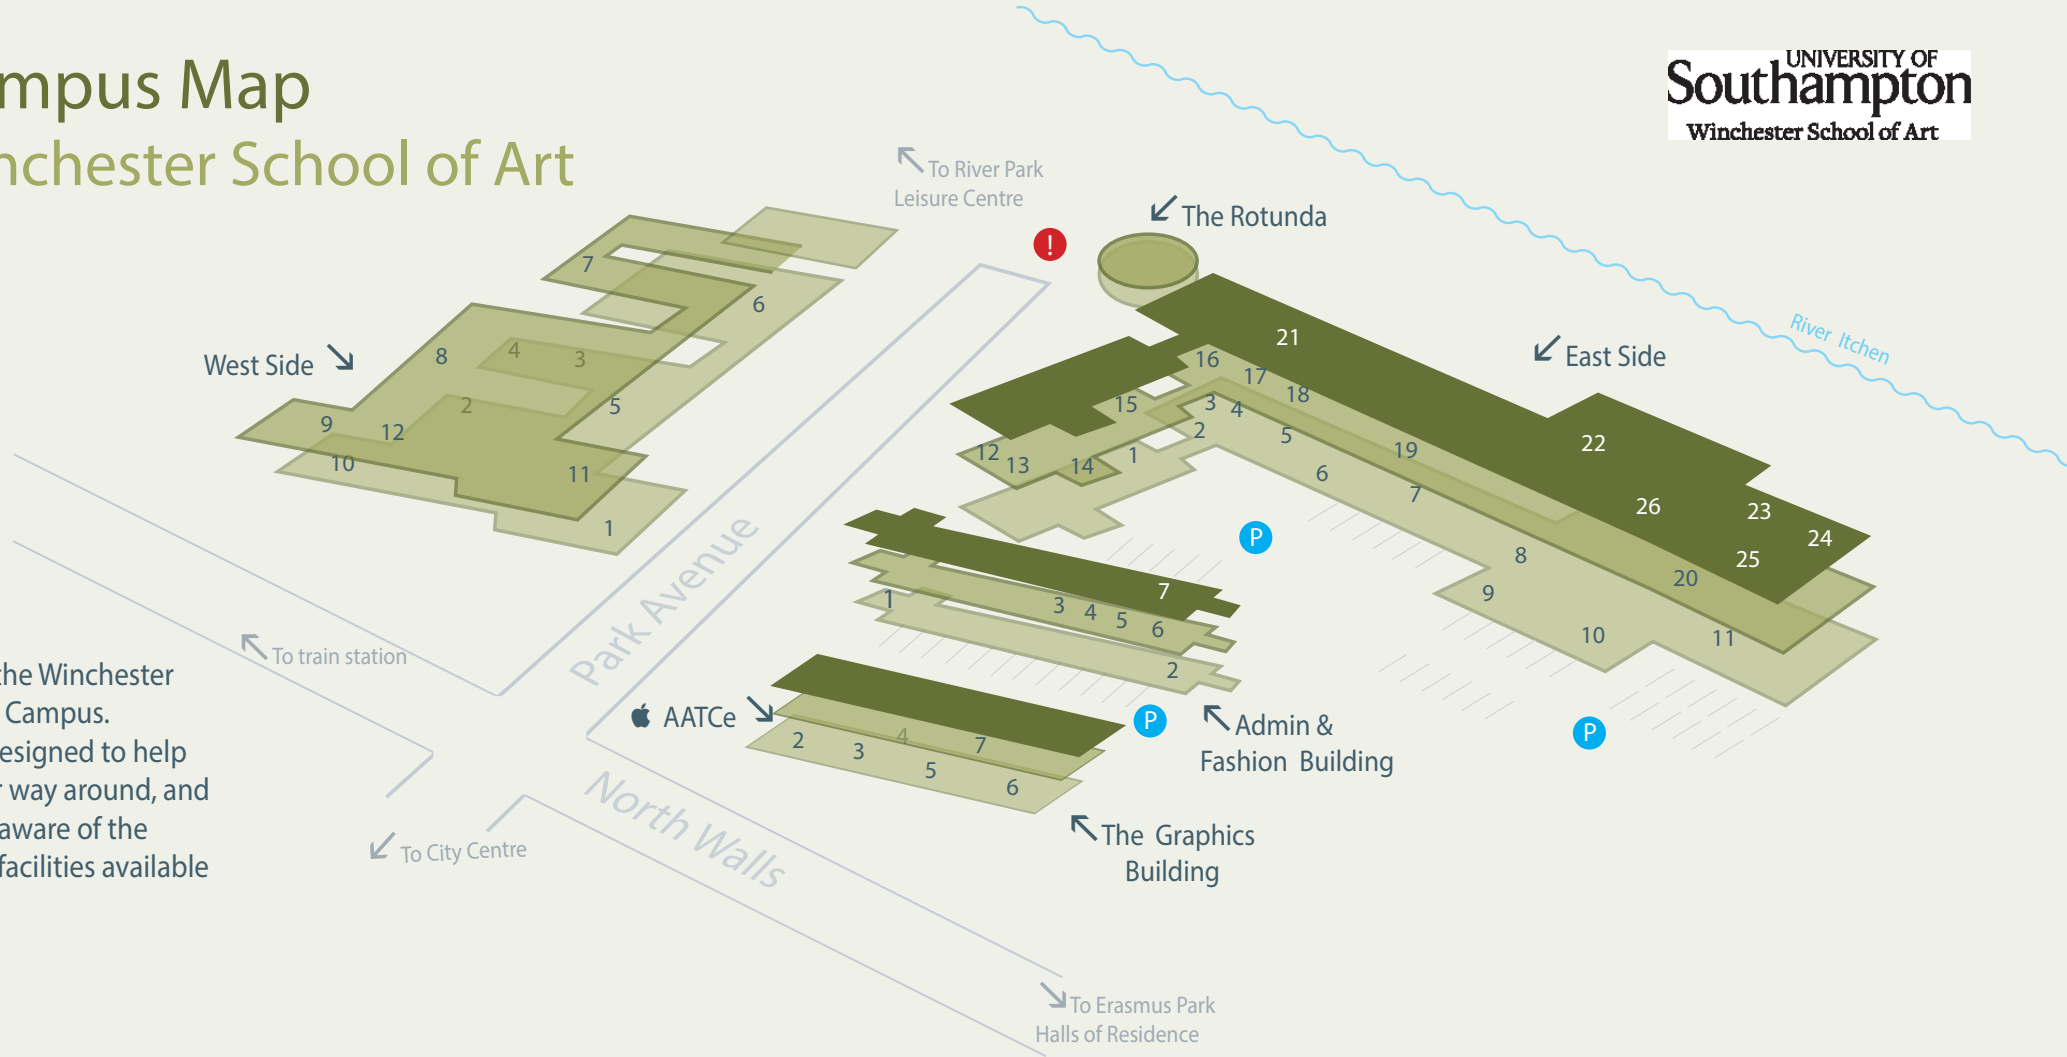 mpus Map
nchester School of Art
UNIVERSITY OF
Southampton
Winchester School of Art
To River Park
Leisure Centre
!
The Rotunda
River Itchen
West Side
East Side
7
6
8
4
3
5
2
9
12
10
11
1
21
16
17
18
15
3
4
2
5
22
12
13
14
1
19
6
7
26
23
24
25
8
20
9
10
11
P
Park Avenue
1
7
3
4
5
6
2
To train station
the Winchester
Campus.
esigned to help
r way around, and
aware of the
facilities available
AATCe
2
3
4
7
5
6
P
P
Admin &
Fashion Building
The Graphics
Building
North Walls
To City Centre
To Erasmus Park
Halls of Residence